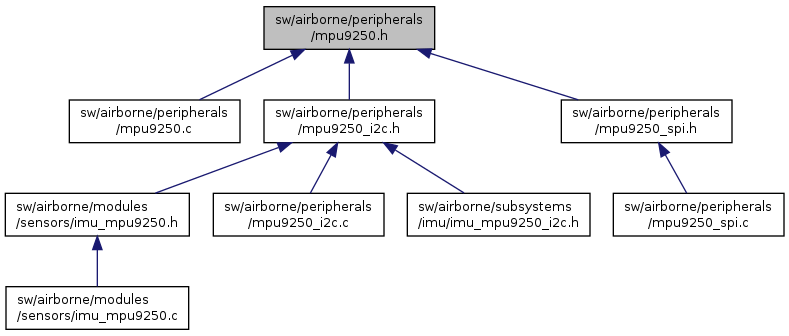 sw/airborne/peripherals
/mpu9250.h
sw/airborne/peripherals
/mpu9250.c
sw/airborne/peripherals
/mpu9250_i2c.h
sw/airborne/peripherals
/mpu9250_spi.h
sw/airborne/modules
/sensors/imu_mpu9250.h
sw/airborne/peripherals
/mpu9250_i2c.c
sw/airborne/subsystems
/imu/imu_mpu9250_i2c.h
sw/airborne/peripherals
/mpu9250_spi.c
sw/airborne/modules
/sensors/imu_mpu9250.c